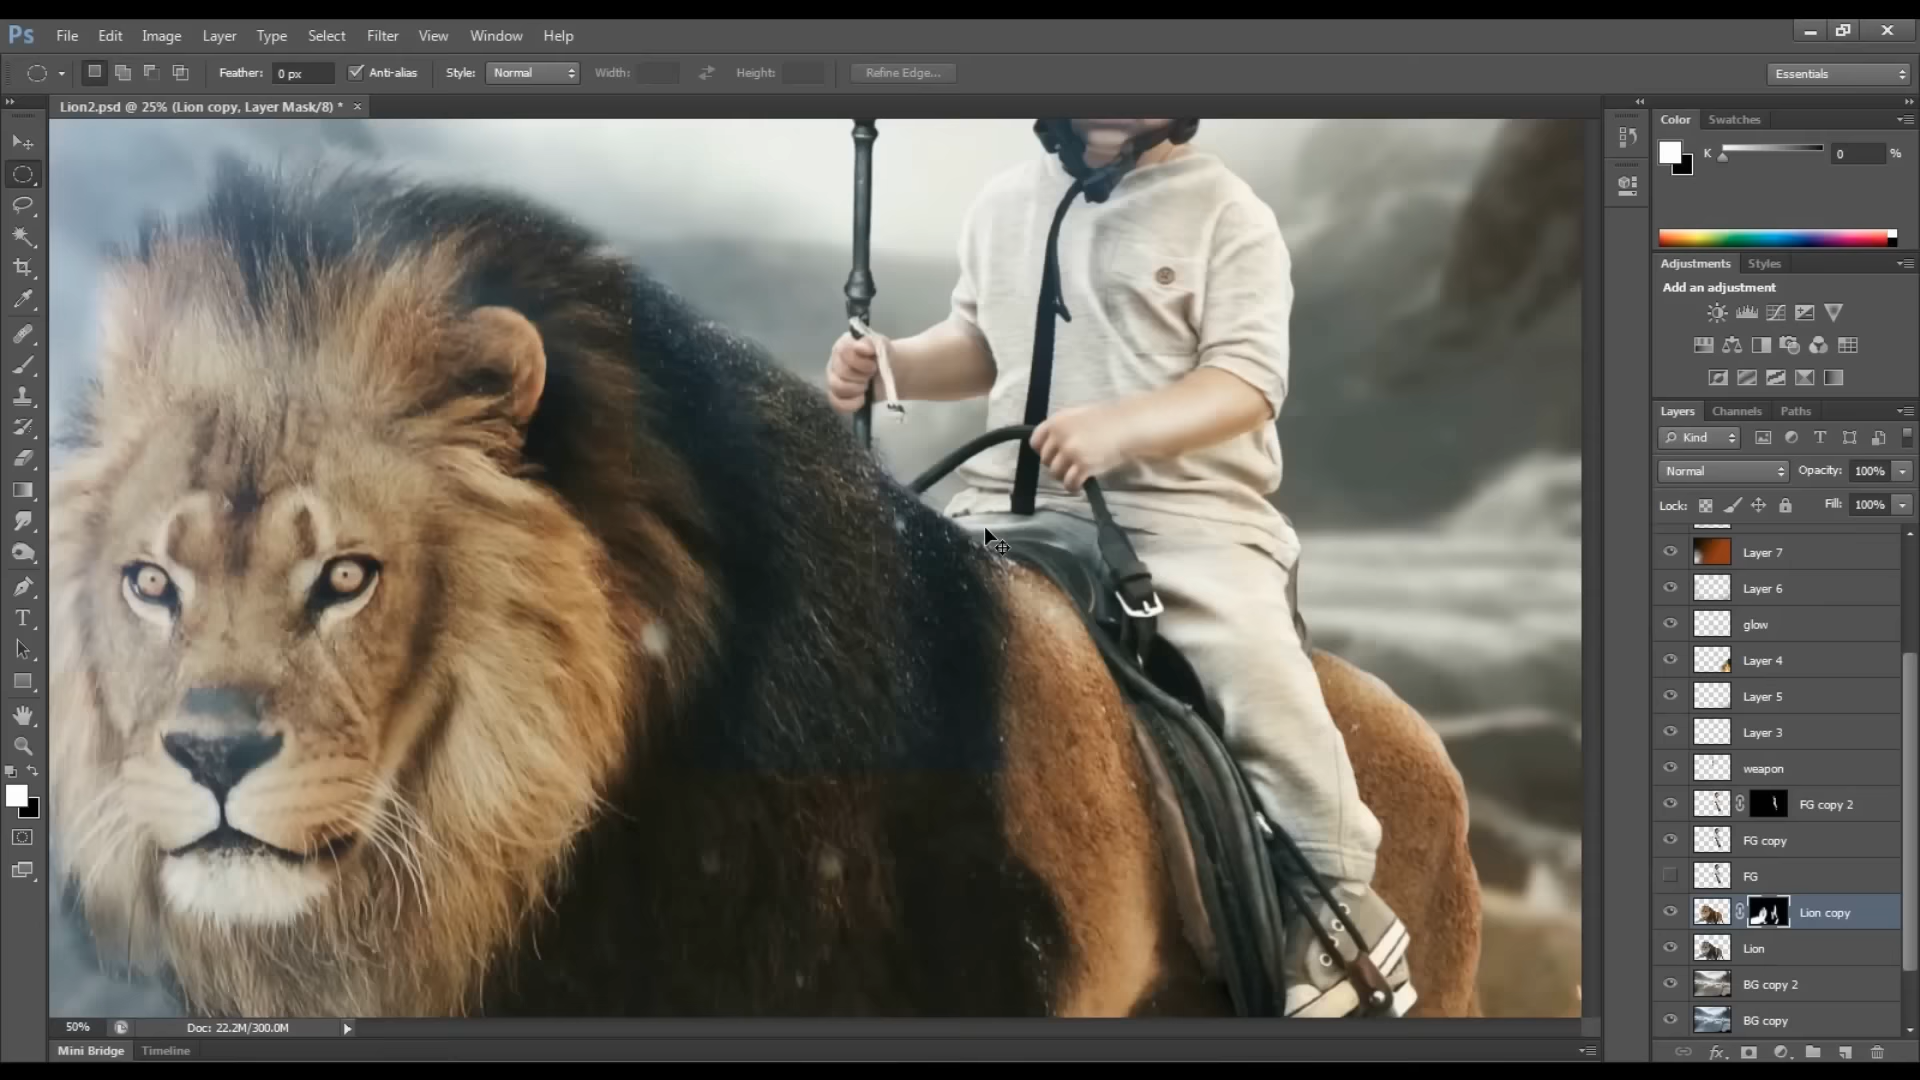 Ps File Edit Image Layer Type Select Filter View Window Help
Feather: 0 px Anti-alias Style: Normal Width: Height: Refine Edge... Essentials
Lion2.psd @ 25% (Lion copy, Layer Mask/8) * ×
Color Swatches
K 0 %
Adjustments Styles
Add an adjustment
Layers Channels Paths
Kind
Normal Opacity: 100%
Lock: Fill: 100%
Layer 7
Layer 6
glow
Layer 4
Layer 5
Layer 3
weapon
FG copy 2
FG copy
FG
Lion copy
Lion
BG copy 2
BG copy
50% Doc: 22.2M/300.0M
Mini Bridge Timeline